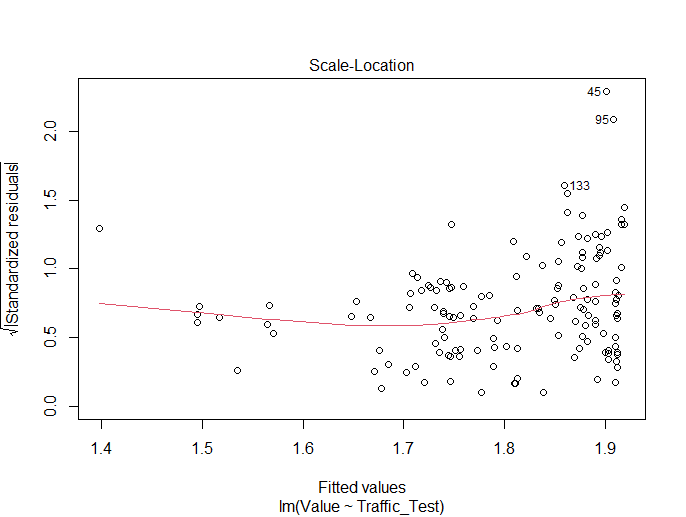 Scale-Location
√|Standardized residuals|
2.0
1.5
1.0
0.5
0.0
45
95
133
1.4 1.5 1.6 1.7 1.8 1.9
Fitted values
lm(Value ~ Traffic_Test)